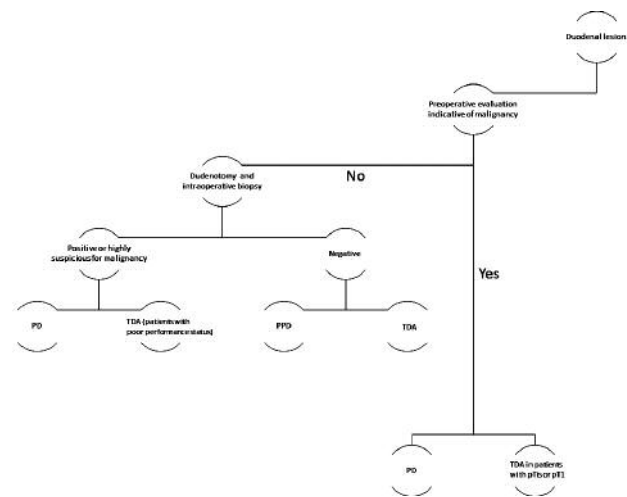 Duodenal lesion
Preoperative evaluation
indicative of malignancy
No
Dudenotomy and
intraoperative biopsy
Yes
Positive or highly
suspicious for malignancy
Negative
PD
TDA (patients with
poor performance status)
PPD
TDA
PD
TDA in patients
with pTis or pT1